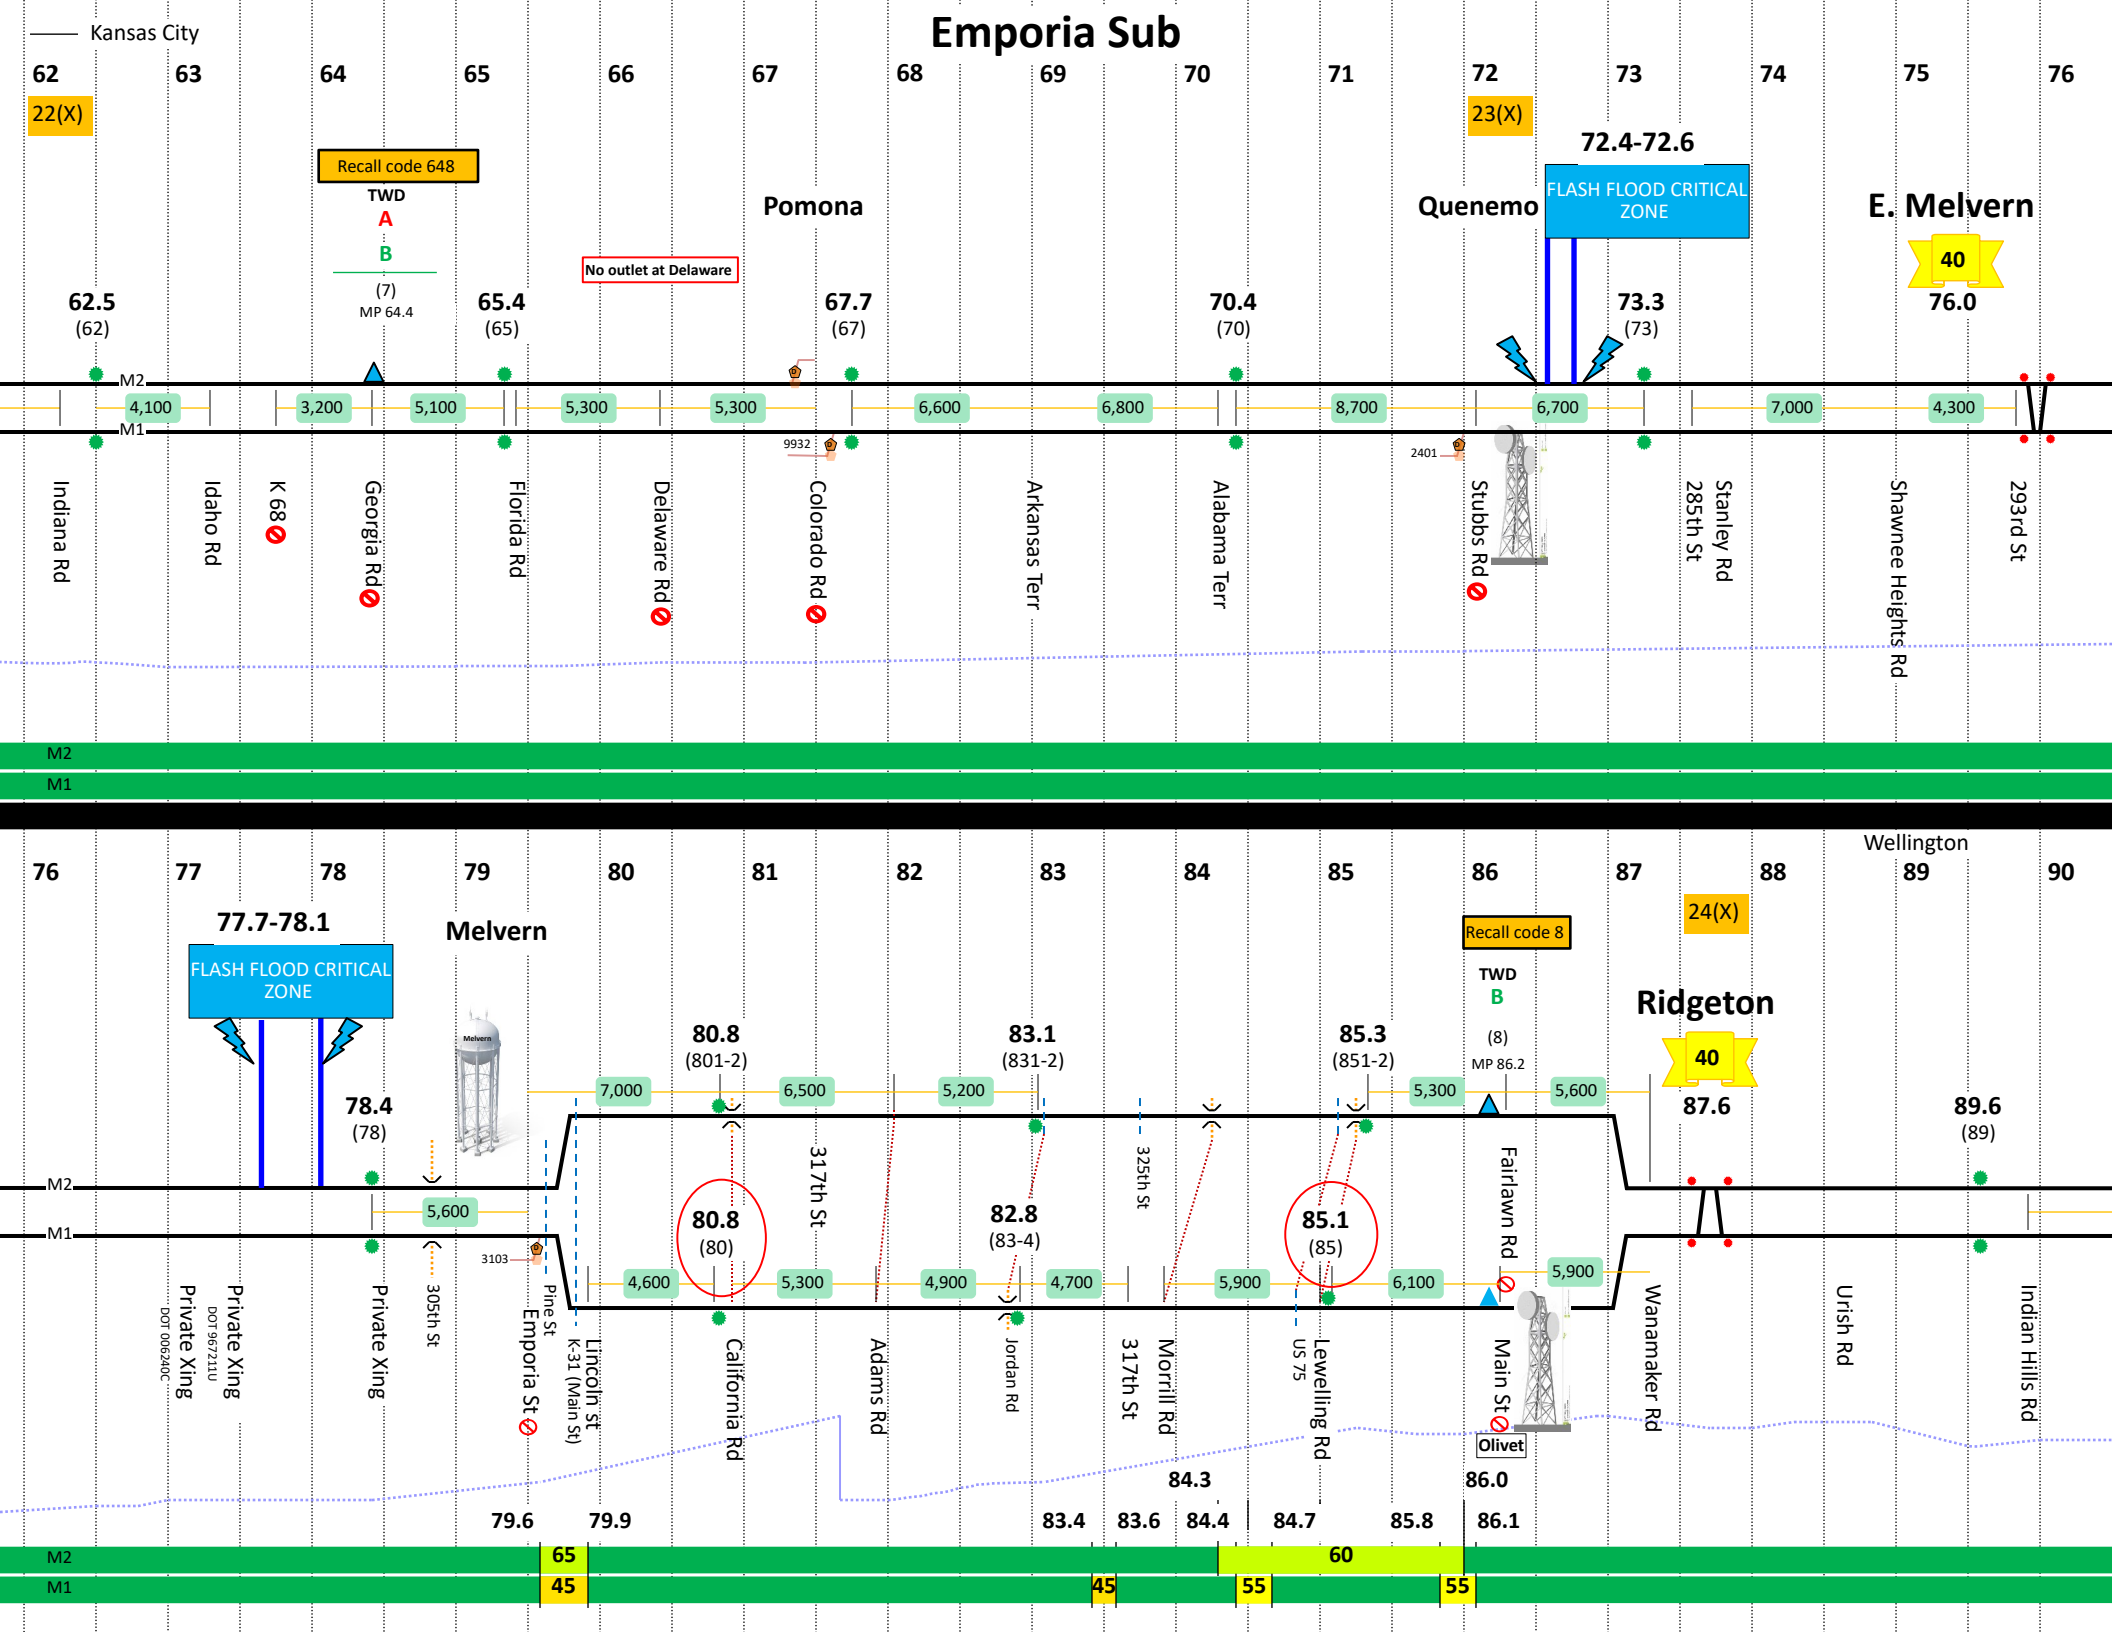 Emporia Sub
Kansas City
62 63 64 65 66 67 68 69 70 71 72 73 74 75 76
22(X)
23(X)
72.4-72.6
Recall code 648
FLASH FLOOD CRITICAL
ZONE
TWD
A
B
(7)
MP 64.4
Pomona
Quenemo
E. Melvern
40
76.0
No outlet at Delaware
62.5
(62)
65.4
(65)
67.7
(67)
70.4
(70)
73.3
(73)
M2
4,100 3,200 5,100 5,300 5,300 6,600 6,800 8,700 6,700 7,000 4,300
M1
9932
2401
Indiana Rd
Idaho Rd
K 68
Georgia Rd
Florida Rd
Delaware Rd
Colorado Rd
Arkansas Terr
Alabama Terr
Stubbs Rd
285th St
Stanley Rd
Shawnee Heights Rd
293rd St
M2
M1
Wellington
76 77 78 79 80 81 82 83 84 85 86 87 88 89 90
77.7-78.1
FLASH FLOOD CRITICAL
ZONE
Melvern
Melvern
24(X)
Recall code 8
TWD
B
(8)
MP 86.2
Ridgeton
40
87.6
78.4
(78)
80.8
(801-2)
83.1
(831-2)
85.3
(851-2)
89.6
(89)
7,000 6,500 5,200 5,300 5,600
M2
5,600
M1
3103
317th St
325th St
Fairlawn Rd
80.8
(80)
82.8
(83-4)
85.1
(85)
4,600 5,300 4,900 4,700 5,900 6,100 5,900
DOT 006240C
Private Xing
DOT 967211U
Private Xing
Private Xing
305th St
Emporia St
Pine St
K-31 (Main St)
Lincoln st
California Rd
Adams Rd
Jordan Rd
317th St
Morrill Rd
US 75
Lewelling Rd
Main St
Olivet
Wanamaker Rd
Urish Rd
Indian Hills Rd
84.3 86.0
79.6 79.9 83.4 83.6 84.4 84.7 85.8 86.1
M2 65 60
M1 45 45 55 55